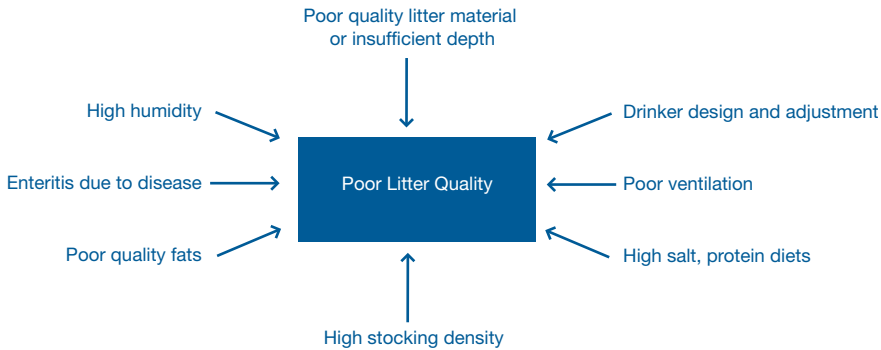 Poor quality litter material
or insufficient depth
High humidity
Drinker design and adjustment
Enteritis due to disease
Poor Litter Quality
Poor ventilation
Poor quality fats
High salt, protein diets
High stocking density